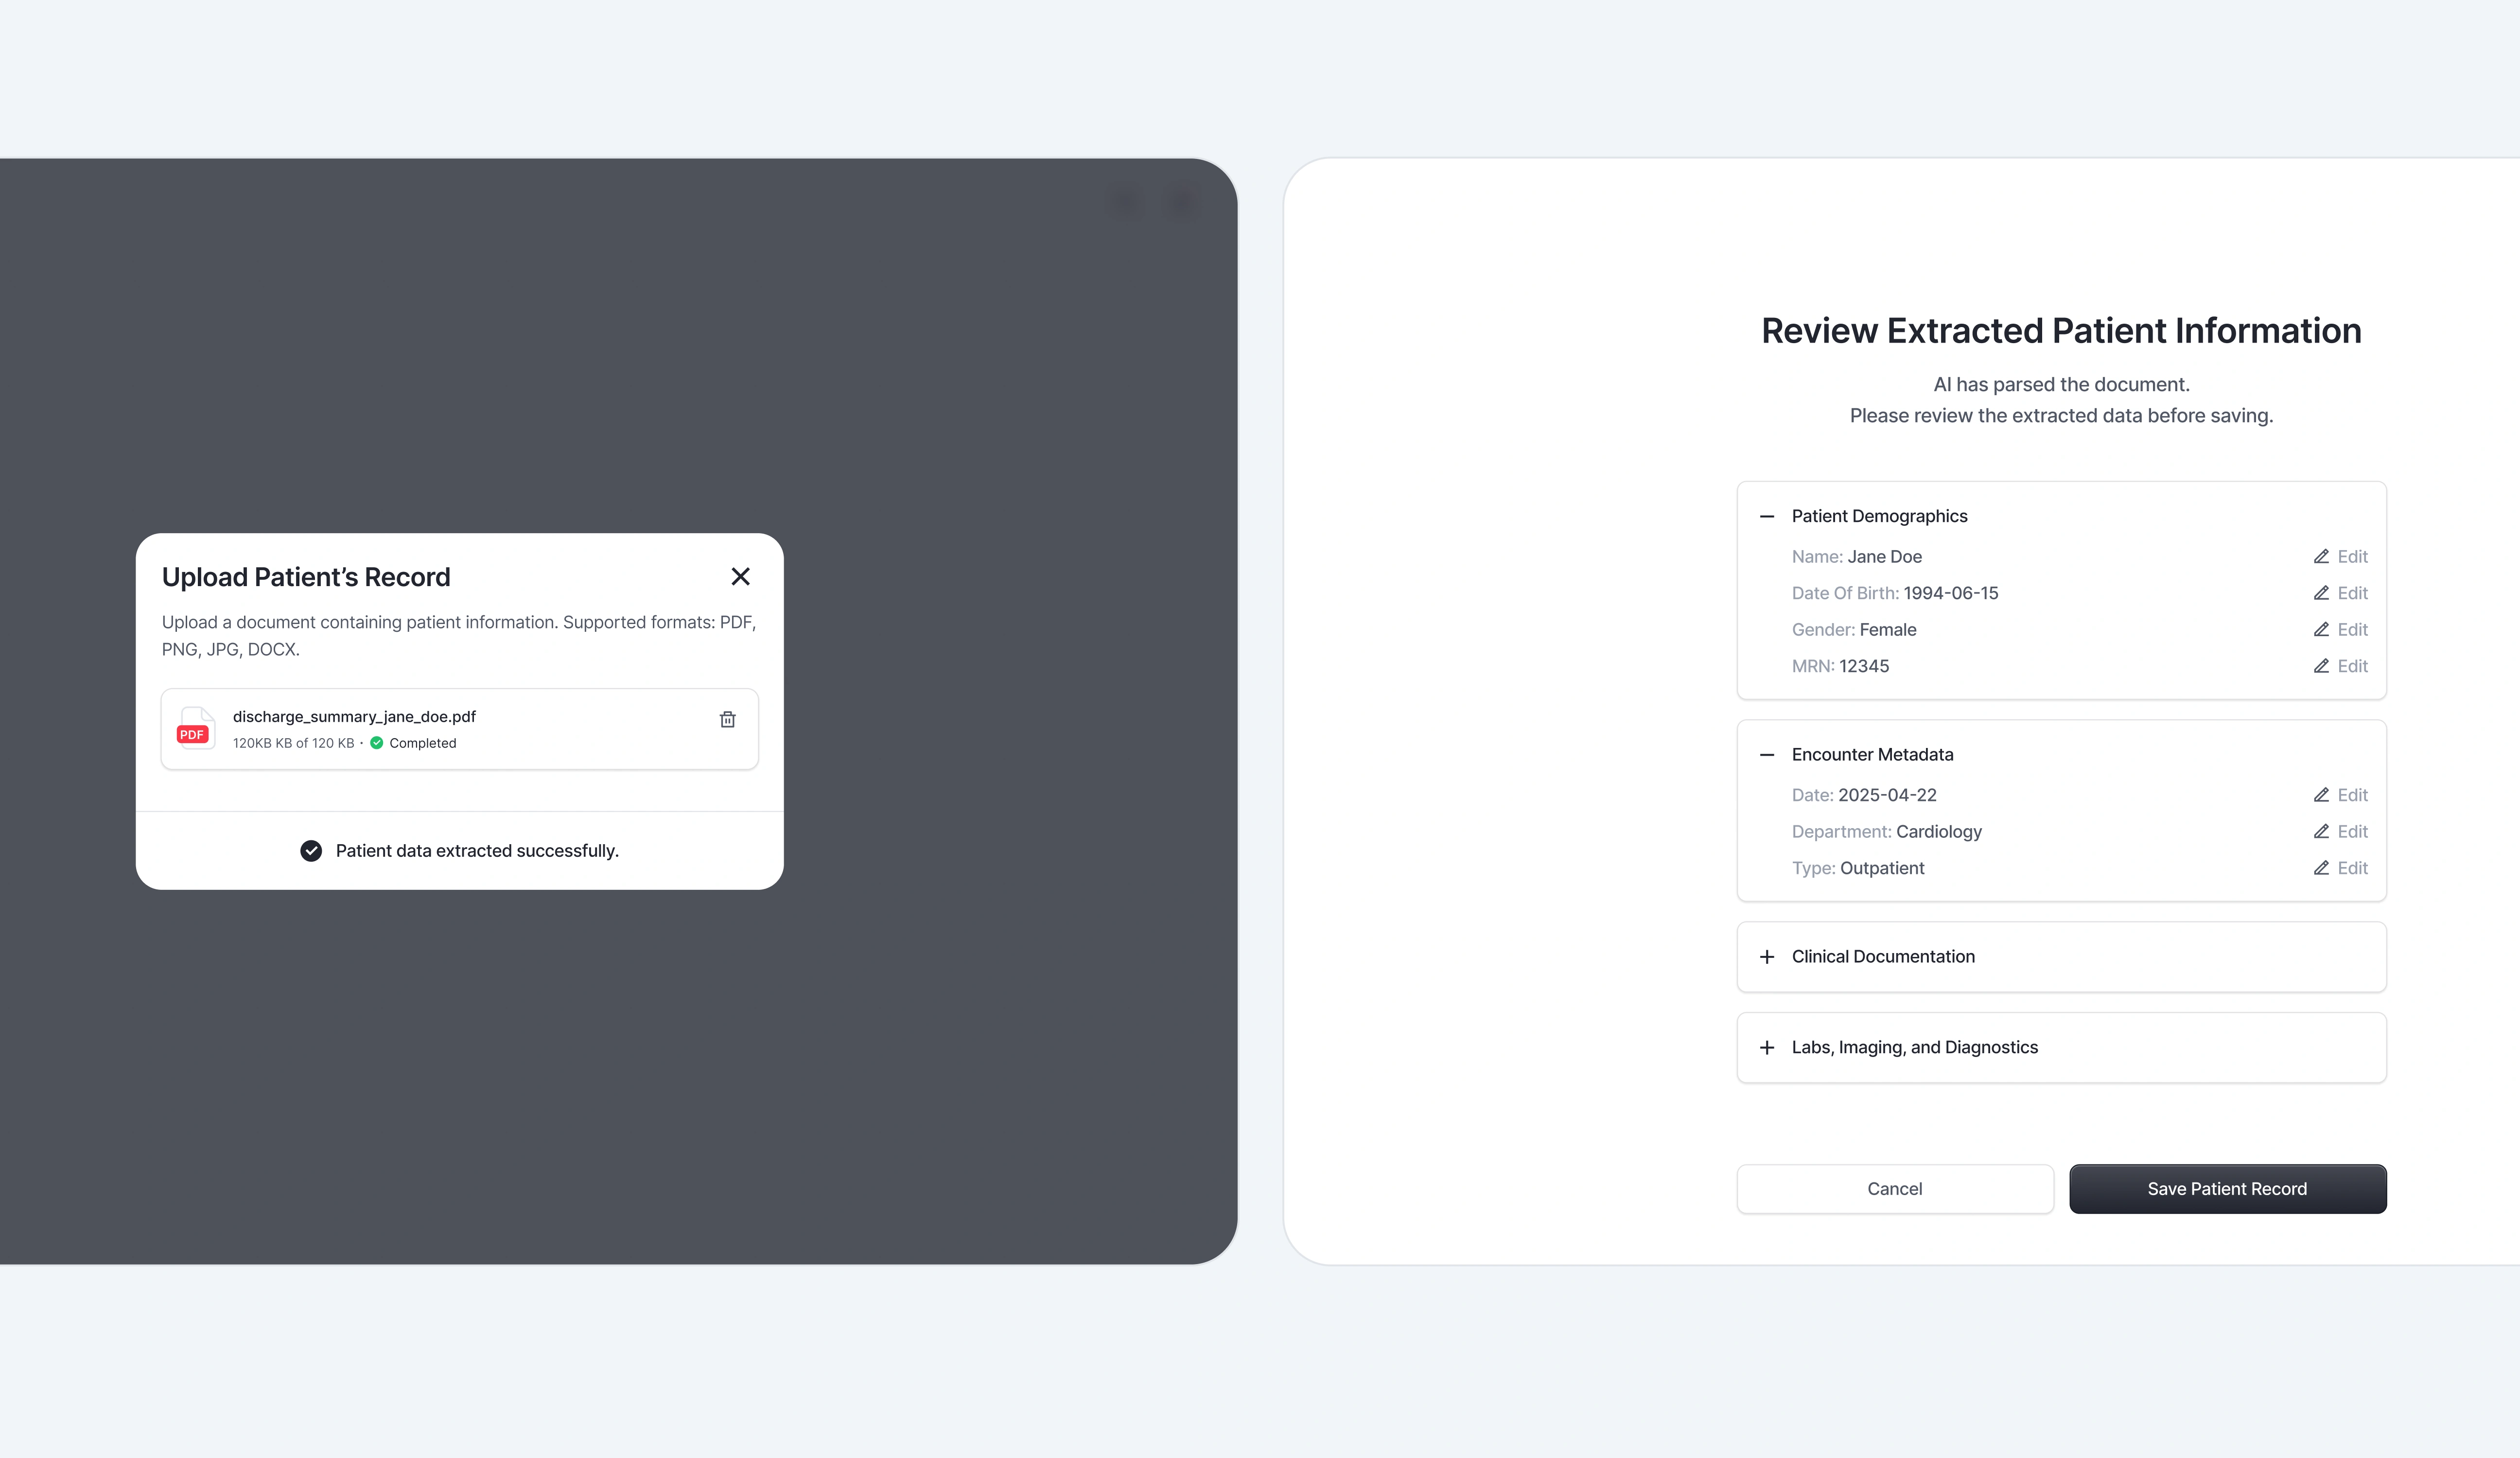 Upload Patient’s Record
Upload a document containing patient information. Supported formats: PDF,
PNG, JPG, DOCX.
PDF
discharge_summary_jane_doe.pdf
120KB KB of 120 KB · Completed
Patient data extracted successfully.
Review Extracted Patient Information
AI has parsed the document.
Please review the extracted data before saving.
Patient Demographics
Name: Jane Doe Edit
Date Of Birth: 1994-06-15 Edit
Gender: Female Edit
MRN: 12345 Edit
Encounter Metadata
Date: 2025-04-22 Edit
Department: Cardiology Edit
Type: Outpatient Edit
Clinical Documentation
Labs, Imaging, and Diagnostics
Cancel Save Patient Record